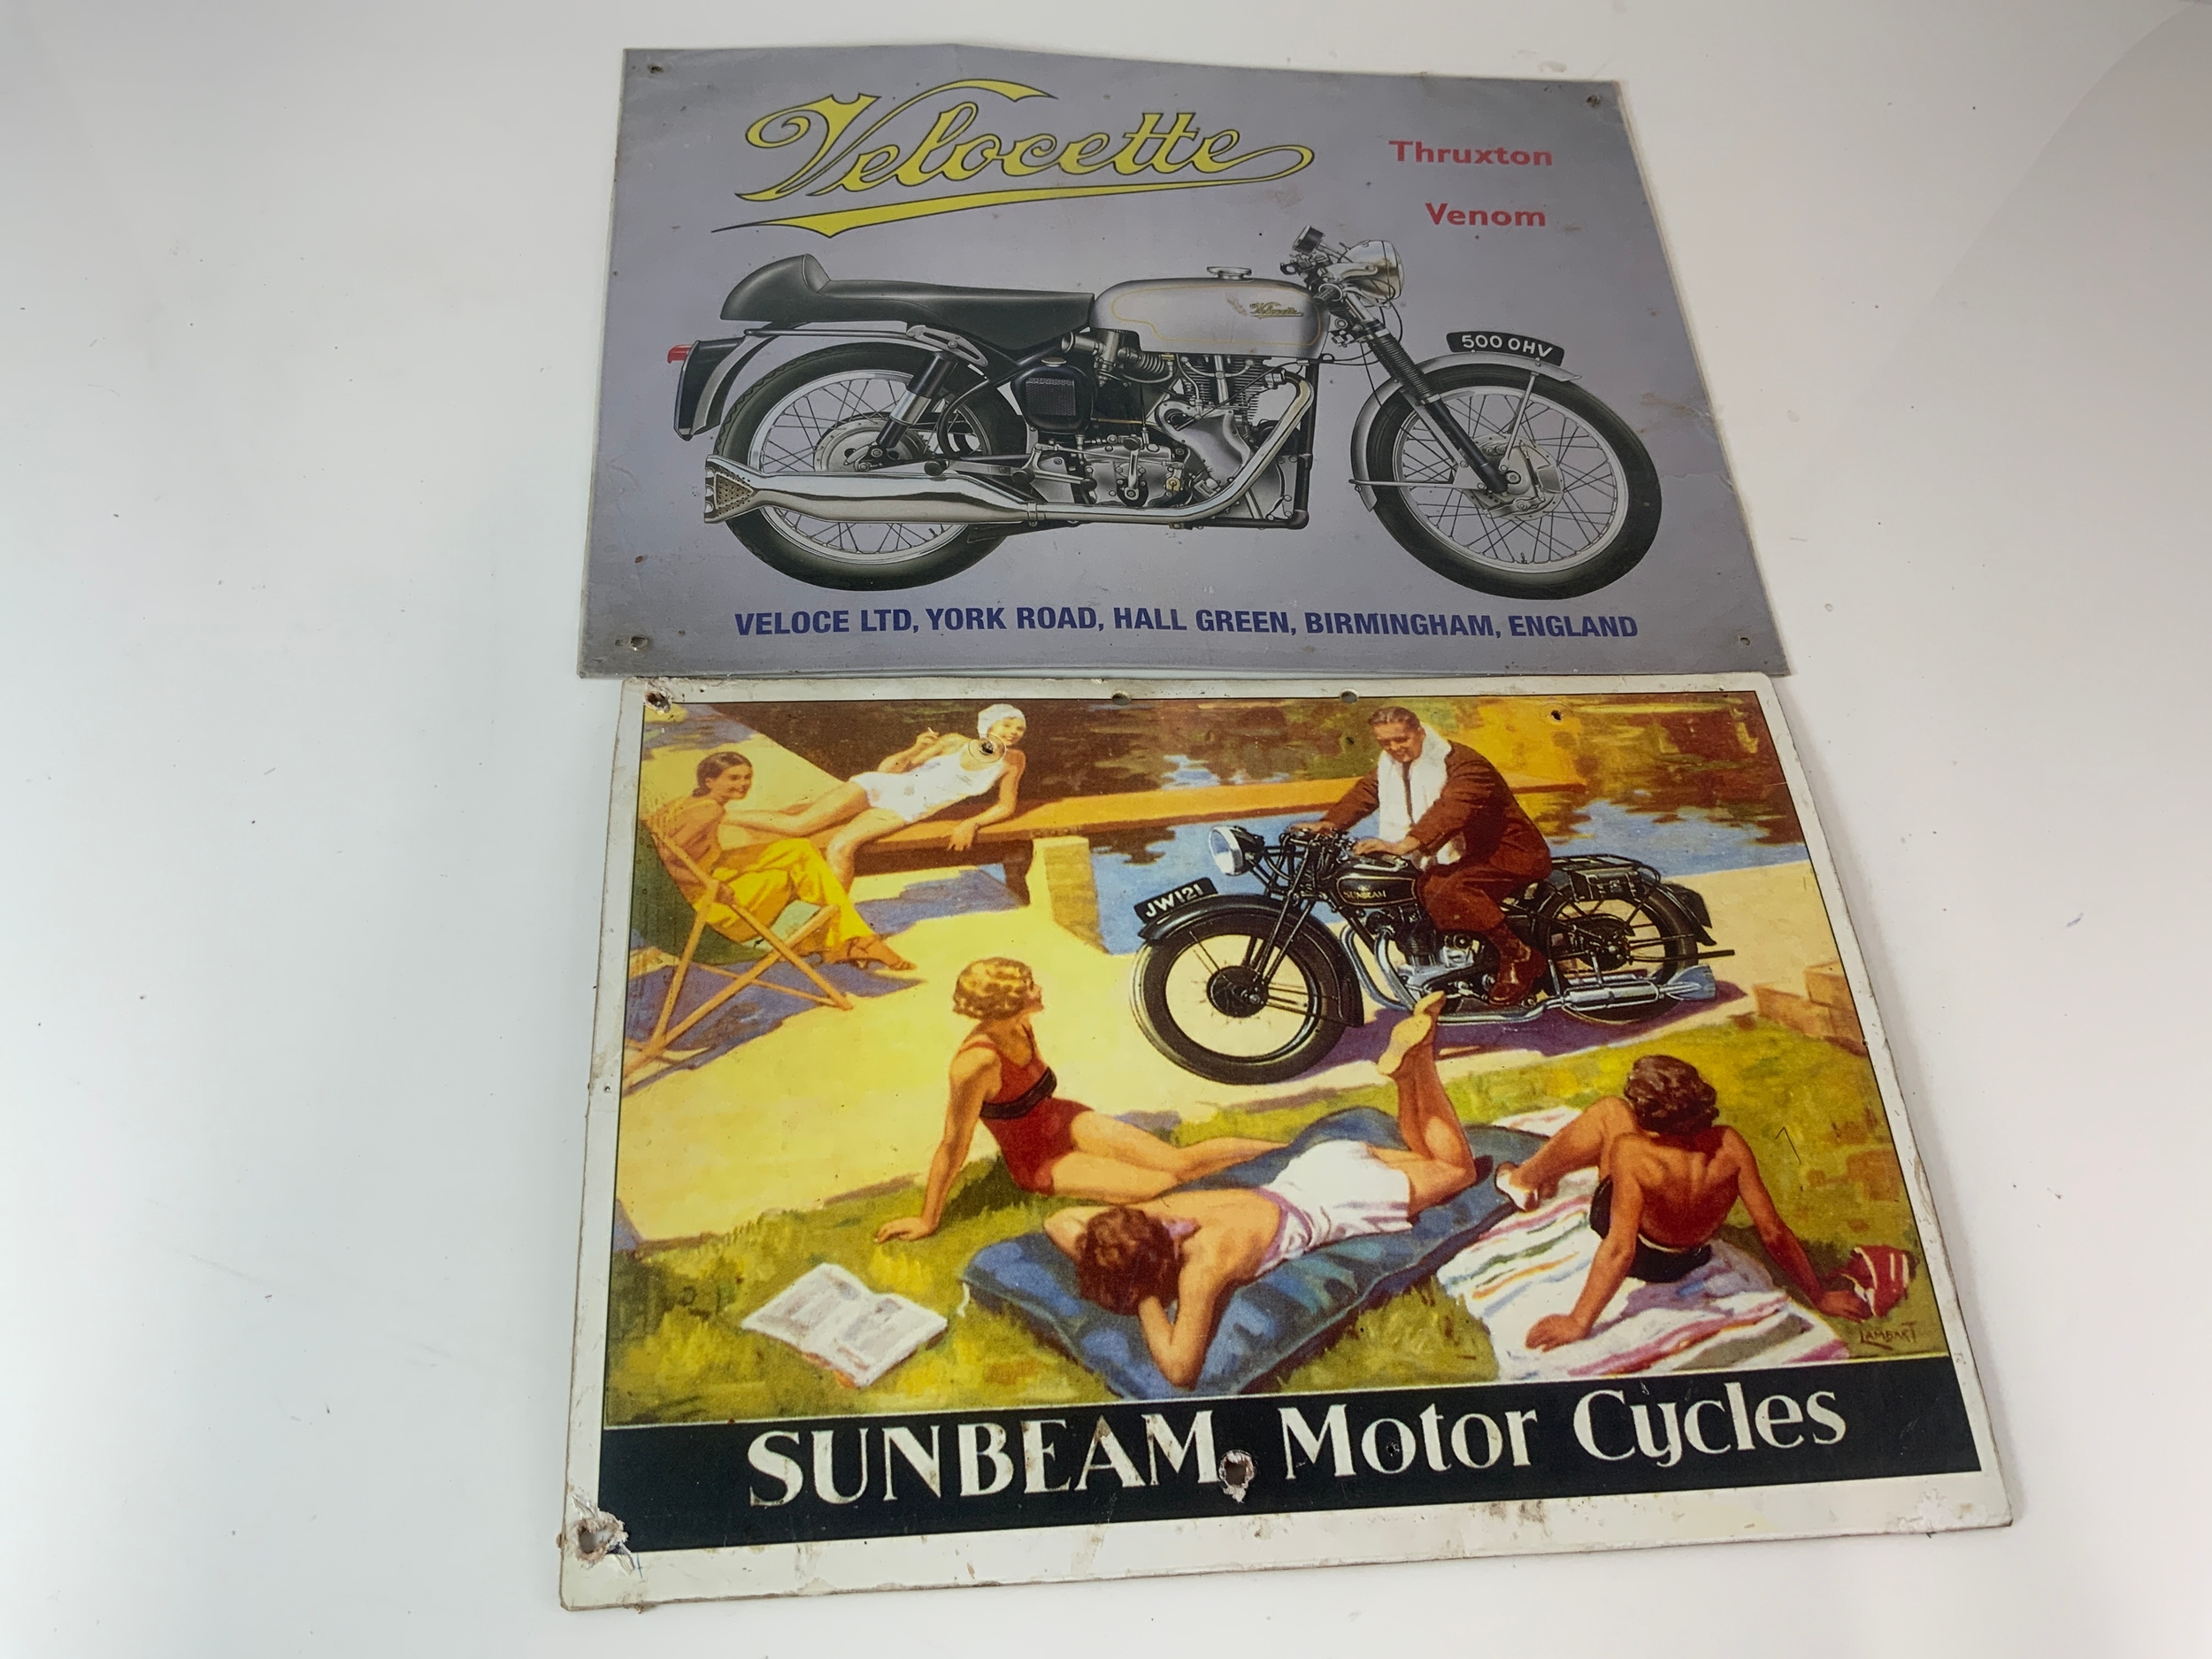 Velocette
Thruxton
Venom
Velocette
500 OHV
VELOCE LTD, YORK ROAD, HALL GREEN, BIRMINGHAM, ENGLAND
JW121
SUNBEAM
LAMBART
SUNBEAM Motor Cycles